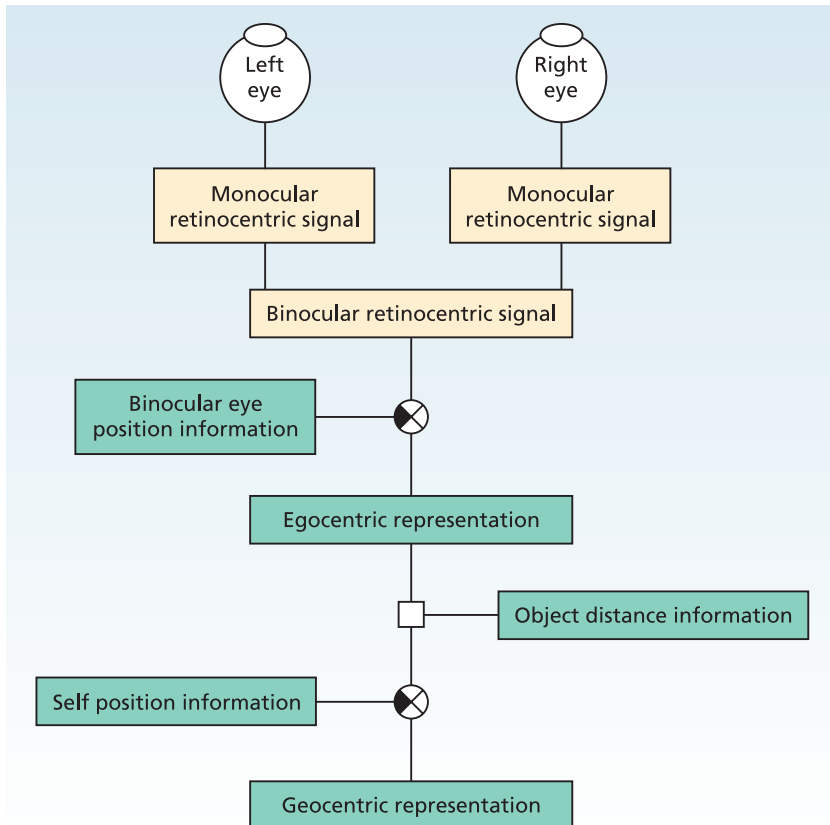 Left
eye
Right
eye
Monocular
retinocentric signal
Monocular
retinocentric signal
Binocular retinocentric signal
Binocular eye
position information
Egocentric representation
Object distance information
Self position information
Geocentric representation